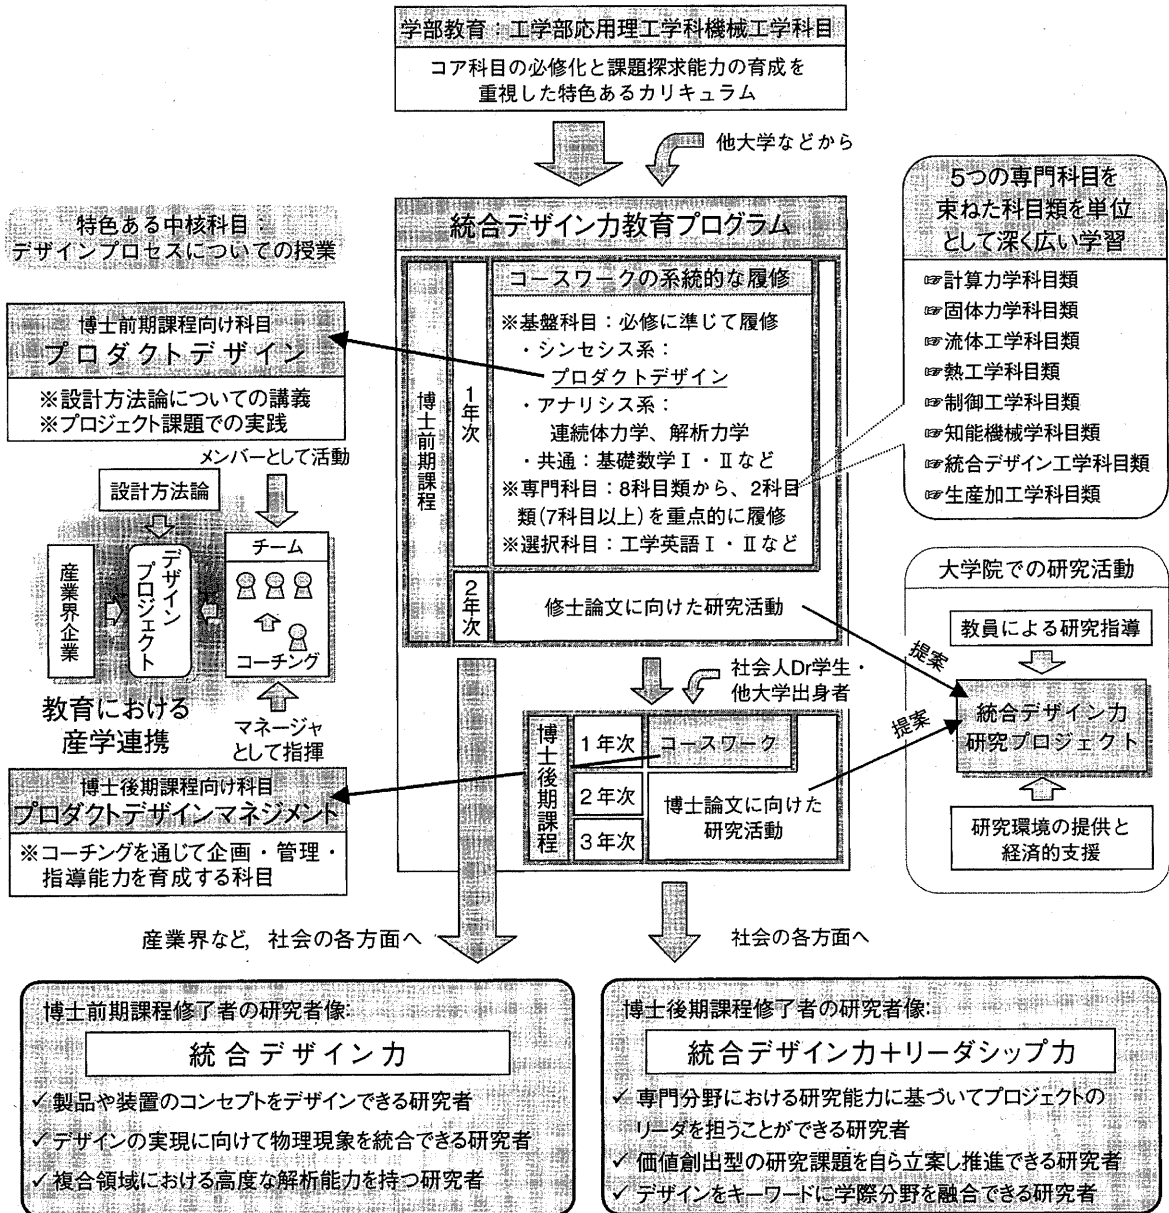 学部教育：工学部応用理工学科機械工学科目
コア科目の必修化と課題探求能力の育成を
重視した特色あるカリキュラム
他大学などから
特色ある中核科目：
デザインプロセスについての授業
博士前期課程向け科目
プロダクトデザイン
※設計方法論についての講義
※プロジェクト課題での実践
メンバーとして活動
設計方法論
産業界企業
デザイン
プロジェクト
チーム
コーチング
教育における
産学連携
マネージャ
として指揮
博士後期課程向け科目
プロダクトデザインマネジメント
※コーチングを通じて企画・管理・
指導能力を育成する科目
統合デザイン力教育プログラム
博士前期課程
1年次
コースワークの系統的な履修
※基盤科目：必修に準じて履修
・シンセシス系：
プロダクトデザイン
・アナリシス系：
連続体力学、解析力学
・共通：基礎数学Ⅰ・Ⅱなど
※専門科目：8科目類から、2科目
類(7科目以上)を重点的に履修
※選択科目：工学英語Ⅰ・Ⅱなど
2年次
修士論文に向けた研究活動
社会人Dr学生・
他大学出身者
博士後期課程
1年次
コースワーク
2年次
3年次
博士論文に向けた
研究活動
5つの専門科目を
束ねた科目類を単位
として深く広い学習
☞計算力学科目類
☞固体力学科目類
☞流体工学科目類
☞熱工学科目類
☞制御工学科目類
☞知能機械学科目類
☞統合デザイン工学科目類
☞生産加工学科目類
大学院での研究活動
教員による研究指導
提案
提案
統合デザイン力
研究プロジェクト
研究環境の提供と
経済的支援
産業界など，社会の各方面へ
社会の各方面へ
博士前期課程修了者の研究者像:
統合デザイン力
✓ 製品や装置のコンセプトをデザインできる研究者
✓ デザインの実現に向けて物理現象を統合できる研究者
✓ 複合領域における高度な解析能力を持つ研究者
博士後期課程修了者の研究者像:
統合デザイン力＋リーダシップ力
✓ 専門分野における研究能力に基づいてプロジェクトの
リーダを担うことができる研究者
✓ 価値創出型の研究課題を自ら立案し推進できる研究者
✓ デザインをキーワードに学際分野を融合できる研究者